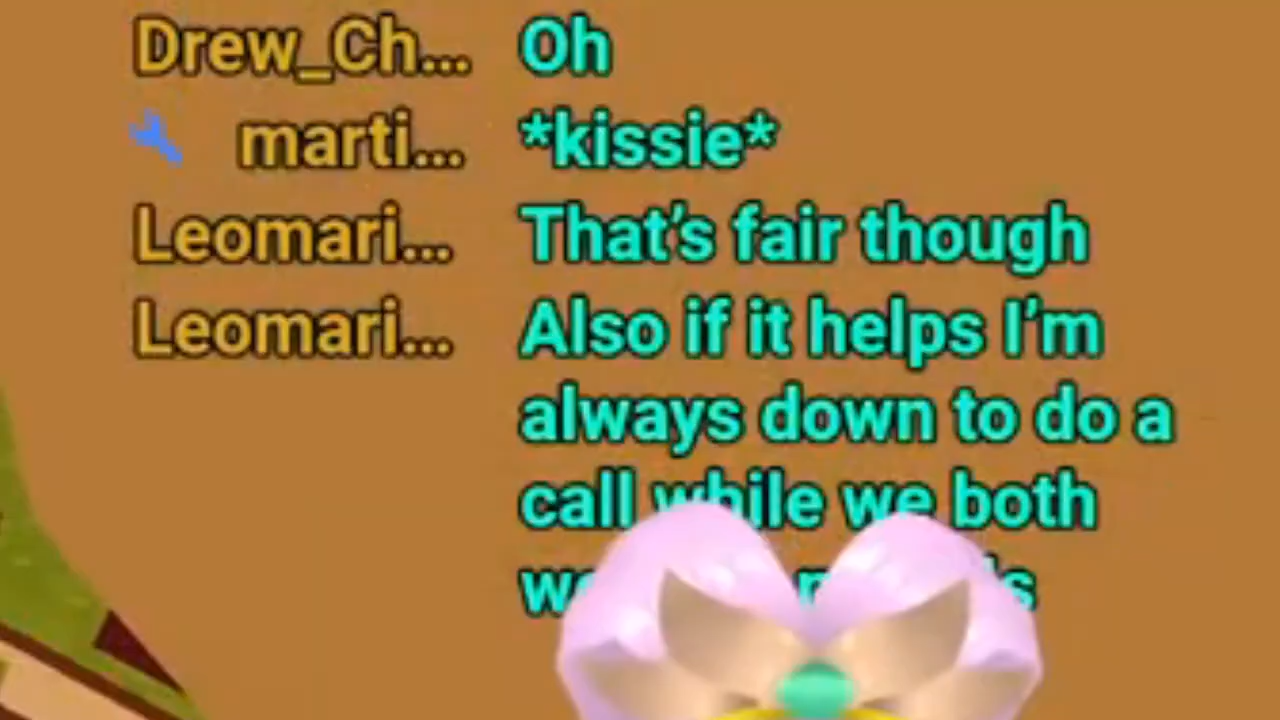 Drew_Ch... Oh
marti... *kissie*
Leomari... That's fair though
Leomari... Also if it helps I'm
always down to do a
call while we both